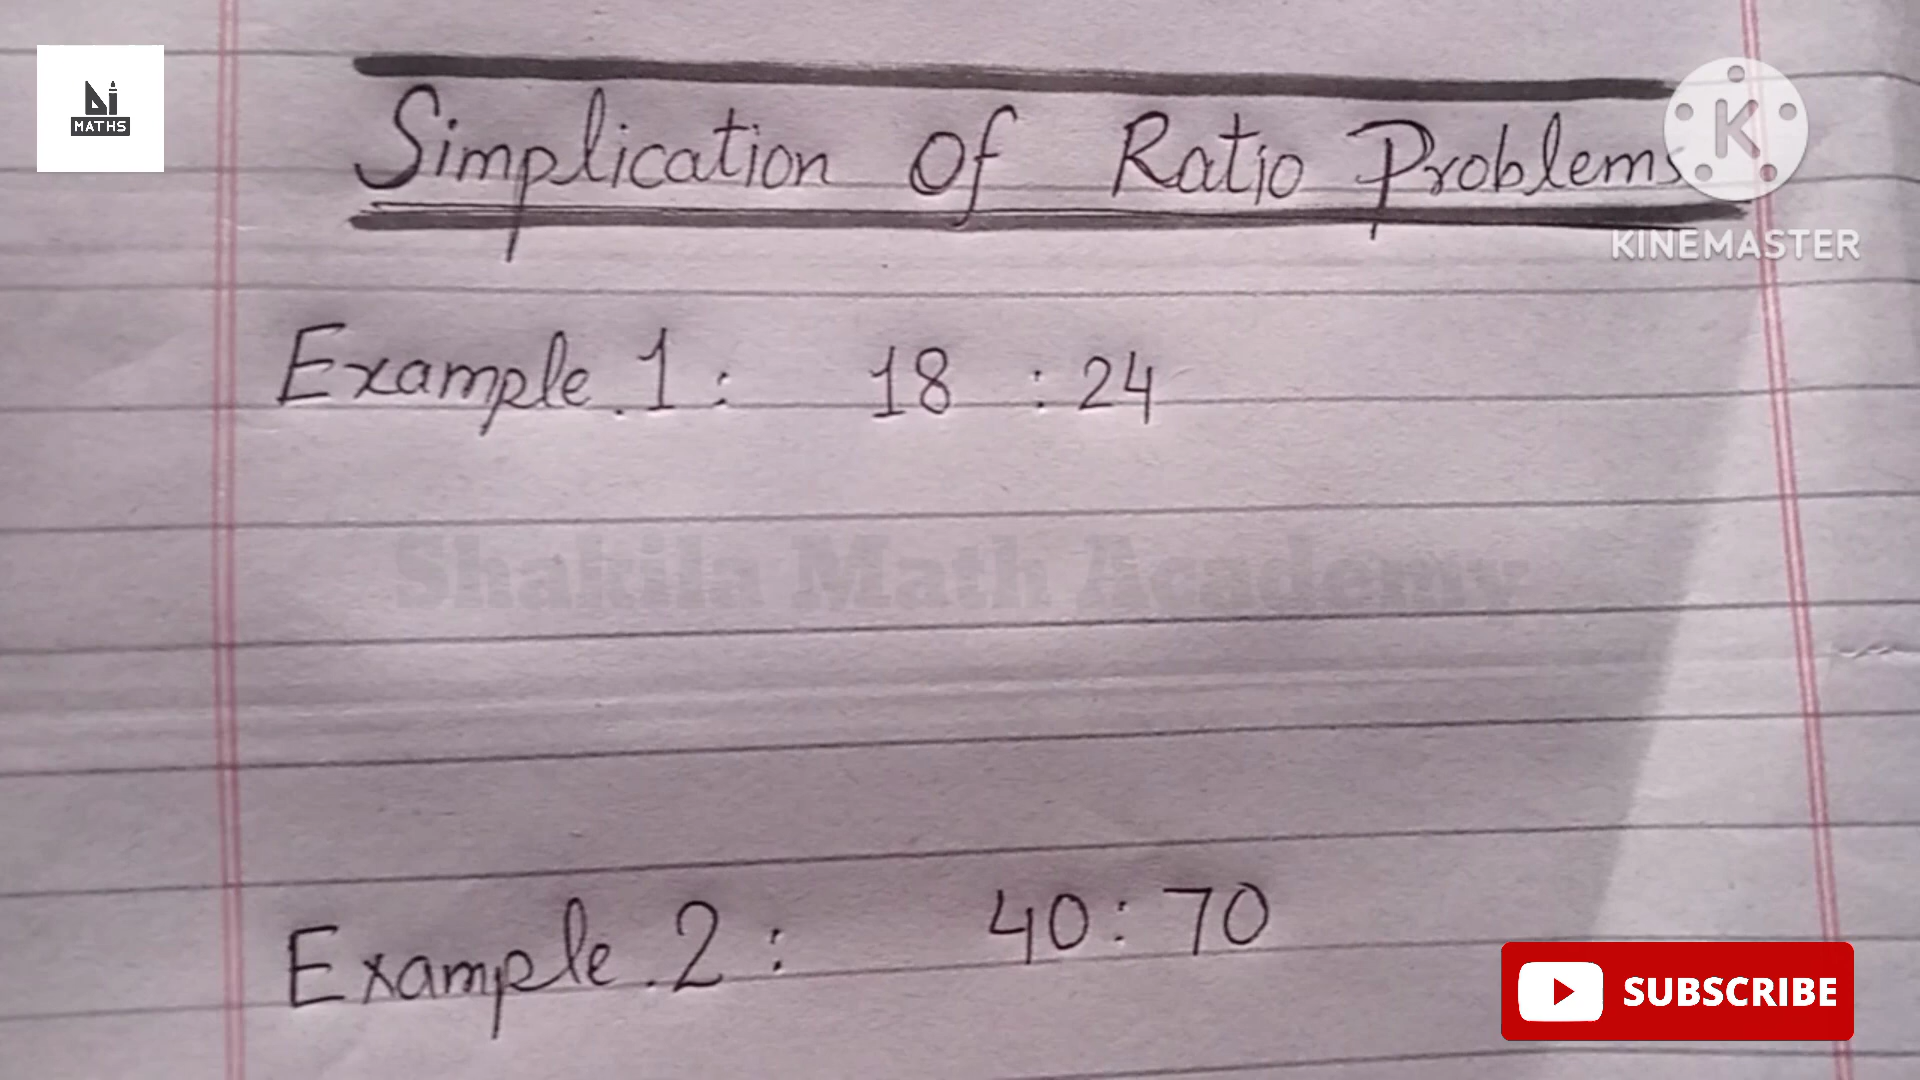 MATHS
Simplication Of Ratio Problems
K
KINEMASTER
Example.1: 18 : 24
Shakila Math Academy
Example.2: 40: 70
SUBSCRIBE